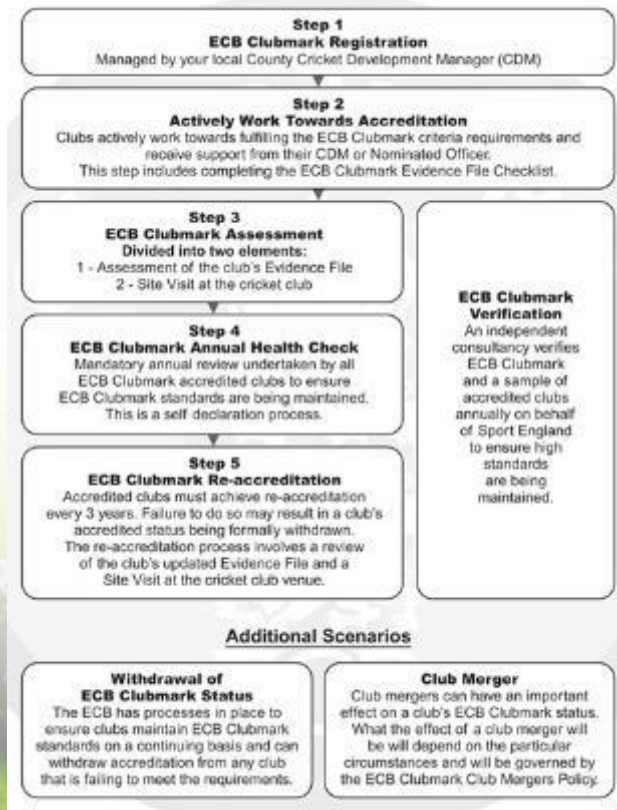 Step 1
ECB Clubmark Registration
Managed by your local County Cricket Development Manager (CDM)
Step 2
Actively Work Towards Accreditation
Clubs actively work towards fulfilling the ECB Clubmark criteria requirements and
receive support from their CDM or Nominated Officer.
This step includes completing the ECB Clubmark Evidence File Checklist.
Step 3
ECB Clubmark Assessment
Divided into two elements:
1 - Assessment of the club's Evidence File
2 - Site Visit at the cricket club
Step 4
ECB Clubmark Annual Health Check
Mandatory annual review undertaken by all
ECB Clubmark accredited clubs to ensure
ECB Clubmark standards are being maintained.
This is a self declaration process.
Step 5
ECB Clubmark Re-accreditation
Accredited clubs must achieve re-accreditation
every 3 years. Failure to do so may result in a club's
accredited status being formally withdrawn.
The re-accreditation process involves a review
of the club's updated Evidence File and a
Site Visit at the cricket club venue.
ECB Clubmark
Verification
An independent
consultancy verifies
ECB Clubmark
and a sample of
accredited clubs
annually on behalf
of Sport England
to ensure high
standards
are being
maintained.
Additional Scenarios
Withdrawal of
ECB Clubmark Status
The ECB has processes in place to
ensure clubs maintain ECB Clubmark
standards on a continuing basis and can
withdraw accreditation from any club
that is failing to meet the requirements.
Club Merger
Club mergers can have an important
effect on a club's ECB Clubmark status.
What the effect of a club merger will
be will depend on the particular
circumstances and will be governed by
the ECB Clubmark Club Mergers Policy.